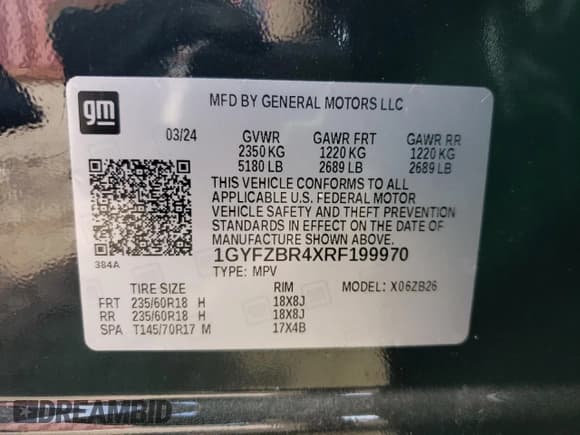 gm
MFD BY GENERAL MOTORS LLC
03/24 GVWR GAWR FRT GAWR RR
2350 KG 1220 KG 1220 KG
5180 LB 2689 LB 2689 LB
THIS VEHICLE CONFORMS TO ALL
APPLICABLE U.S. FEDERAL MOTOR
VEHICLE SAFETY AND THEFT PREVENTION
STANDARDS IN EFFECT ON THE DATE OF
MANUFACTURE SHOWN ABOVE.
384A
1GYFZBR4XRF199970
TYPE: MPV MODEL: X06ZB26
TIRE SIZE RIM
FRT 235/60R18 H 18X8J
RR 235/60R18 H 18X8J
SPA T145/70R17 M 17X4B
DREAMBID